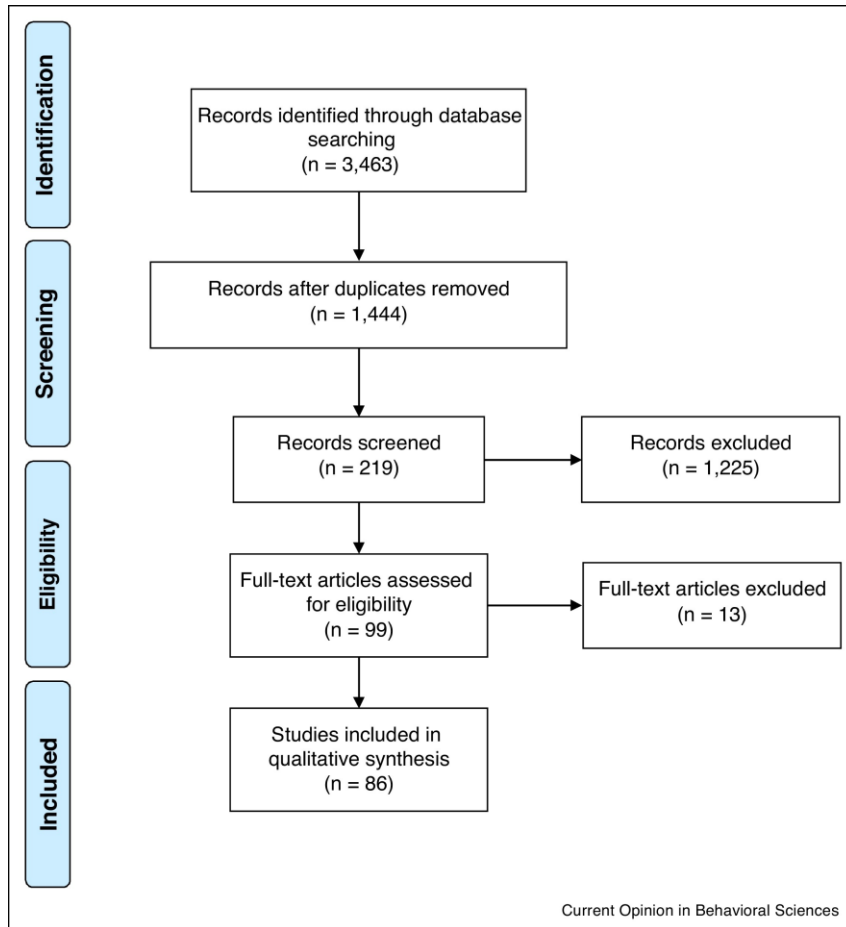 Identification
Records identified through database
searching
(n = 3,463)
Screening
Records after duplicates removed
(n = 1,444)
Records screened
(n = 219)
Records excluded
(n = 1,225)
Eligibility
Full-text articles assessed
for eligibility
(n = 99)
Full-text articles excluded
(n = 13)
Included
Studies included in
qualitative synthesis
(n = 86)
Current Opinion in Behavioral Sciences